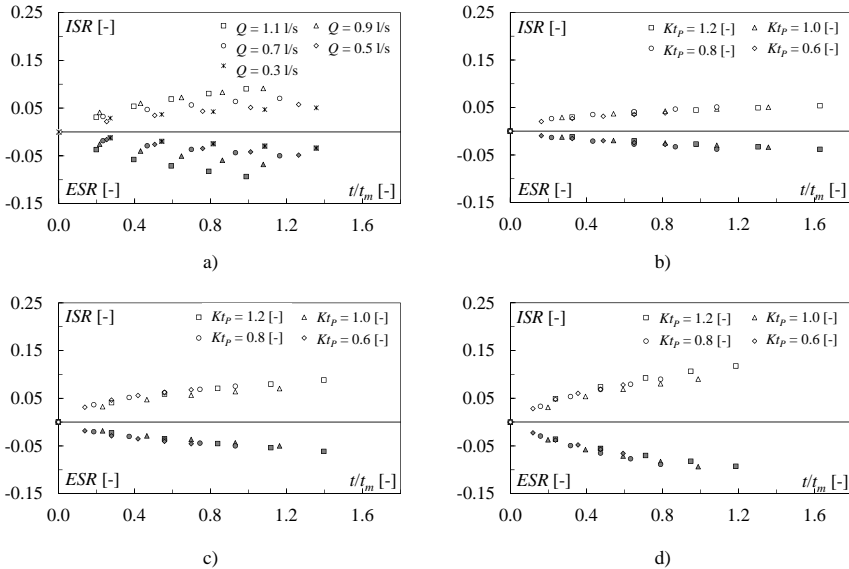 0.25
ISR [-]
Q = 1.1 l/s
Q = 0.9 l/s
Q = 0.7 l/s
Q = 0.5 l/s
Q = 0.3 l/s
0.15
0.05
-0.05
-0.15
ESR [-]
t/tm [-]
0.0 0.4 0.8 1.2 1.6
a)
0.25
ISR [-]
KtP = 1.2 [-]
KtP = 1.0 [-]
KtP = 0.8 [-]
KtP = 0.6 [-]
0.15
0.05
-0.05
-0.15
ESR [-]
t/tm [-]
0.0 0.4 0.8 1.2 1.6
b)
0.25
ISR [-]
KtP = 1.2 [-]
KtP = 1.0 [-]
KtP = 0.8 [-]
KtP = 0.6 [-]
0.15
0.05
-0.05
-0.15
ESR [-]
t/tm [-]
0.0 0.4 0.8 1.2 1.6
c)
0.25
ISR [-]
KtP = 1.2 [-]
KtP = 1.0 [-]
KtP = 0.8 [-]
KtP = 0.6 [-]
0.15
0.05
-0.05
-0.15
ESR [-]
t/tm [-]
0.0 0.4 0.8 1.2 1.6
d)